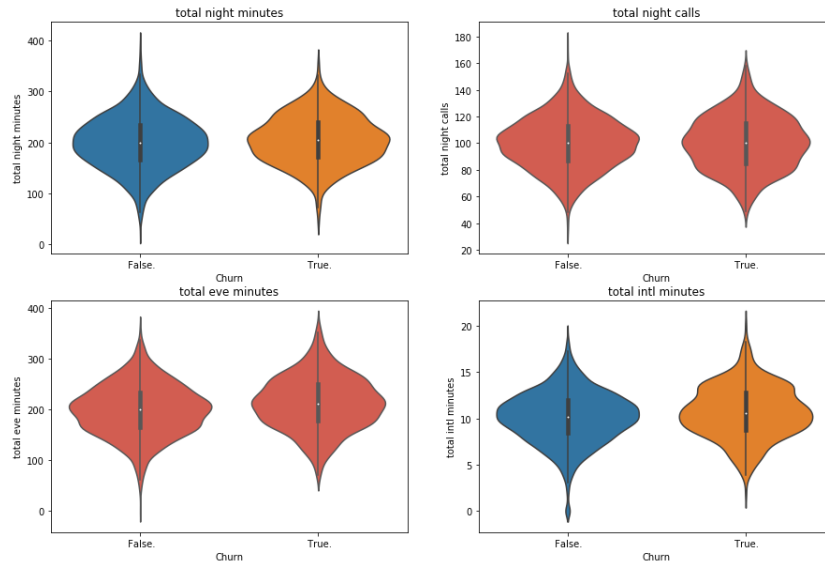 total night minutes
total night minutes
400
300
200
100
0
False.
True.
Churn
total night calls
total night calls
180
160
140
120
100
80
60
40
20
False.
True.
Churn
total eve minutes
total eve minutes
400
300
200
100
0
False.
True.
Churn
total intl minutes
total intl minutes
20
15
10
5
0
False.
True.
Churn